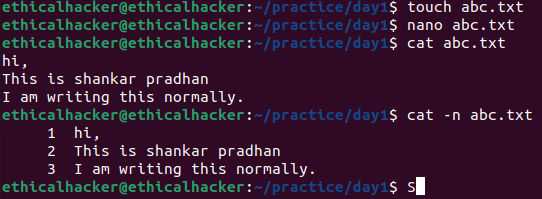 ethicalhacker@ethicalhacker:~/practice/day1$ touch abc.txt
ethicalhacker@ethicalhacker:~/practice/day1$ nano abc.txt
ethicalhacker@ethicalhacker:~/practice/day1$ cat abc.txt
hi,
This is shankar pradhan
I am writing this normally.
ethicalhacker@ethicalhacker:~/practice/day1$ cat -n abc.txt
     1  hi,
     2  This is shankar pradhan
     3  I am writing this normally.
ethicalhacker@ethicalhacker:~/practice/day1$ S